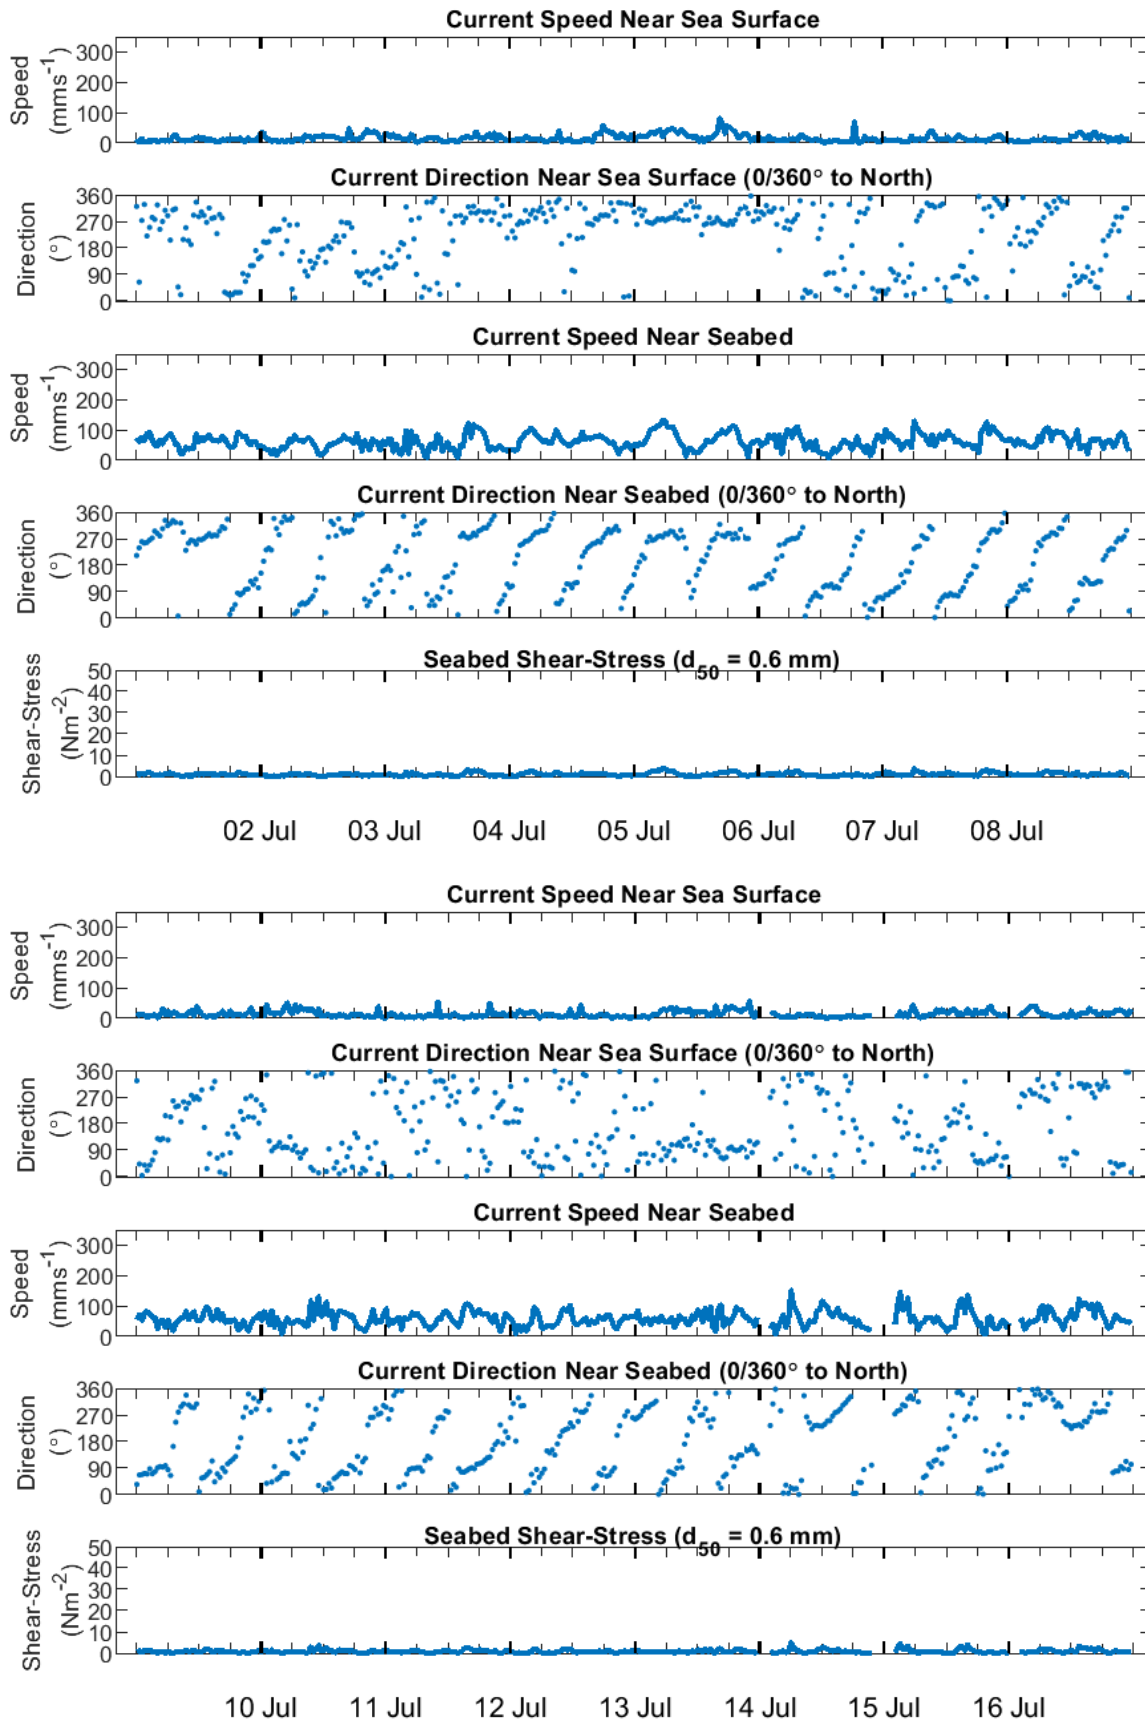 Current Speed Near Sea Surface
Speed
(mms⁻¹)
300
200
100
0
Current Direction Near Sea Surface (0/360° to North)
Direction
(°)
360
270
180
90
0
Current Speed Near Seabed
Speed
(mms⁻¹)
300
200
100
0
Current Direction Near Seabed (0/360° to North)
Direction
(°)
360
270
180
90
0
Seabed Shear-Stress (d₅₀ = 0.6 mm)
Shear-Stress
(Nm⁻²)
50
40
30
20
10
0
02 Jul 03 Jul 04 Jul 05 Jul 06 Jul 07 Jul 08 Jul
Current Speed Near Sea Surface
Speed
(mms⁻¹)
300
200
100
0
Current Direction Near Sea Surface (0/360° to North)
Direction
(°)
360
270
180
90
0
Current Speed Near Seabed
Speed
(mms⁻¹)
300
200
100
0
Current Direction Near Seabed (0/360° to North)
Direction
(°)
360
270
180
90
0
Seabed Shear-Stress (d₅₀ = 0.6 mm)
Shear-Stress
(Nm⁻²)
50
40
30
20
10
0
10 Jul 11 Jul 12 Jul 13 Jul 14 Jul 15 Jul 16 Jul